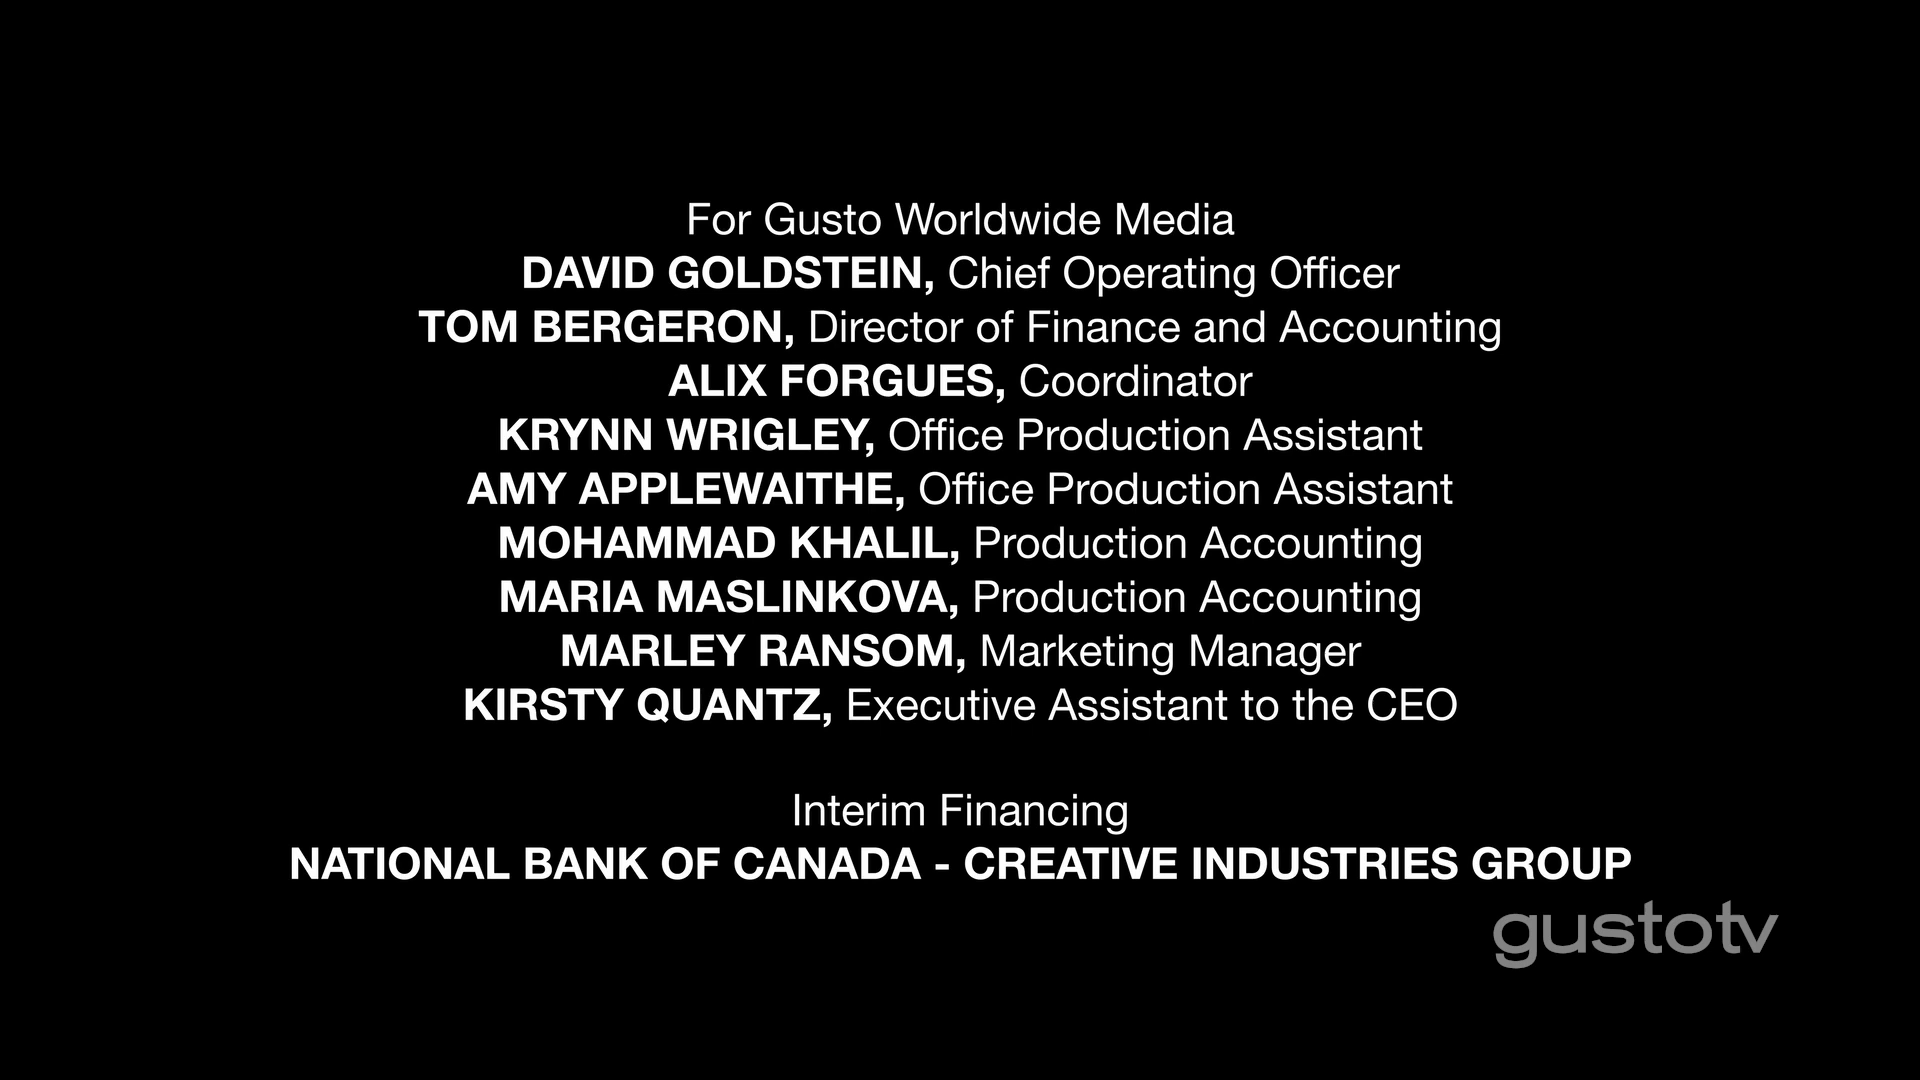 For Gusto Worldwide Media
DAVID GOLDSTEIN, Chief Operating Officer
TOM BERGERON, Director of Finance and Accounting
ALIX FORGUES, Coordinator
KRYNN WRIGLEY, Office Production Assistant
AMY APPLEWAITHE, Office Production Assistant
MOHAMMAD KHALIL, Production Accounting
MARIA MASLINKOVA, Production Accounting
MARLEY RANSOM, Marketing Manager
KIRSTY QUANTZ, Executive Assistant to the CEO
Interim Financing
NATIONAL BANK OF CANADA - CREATIVE INDUSTRIES GROUP
gustotv